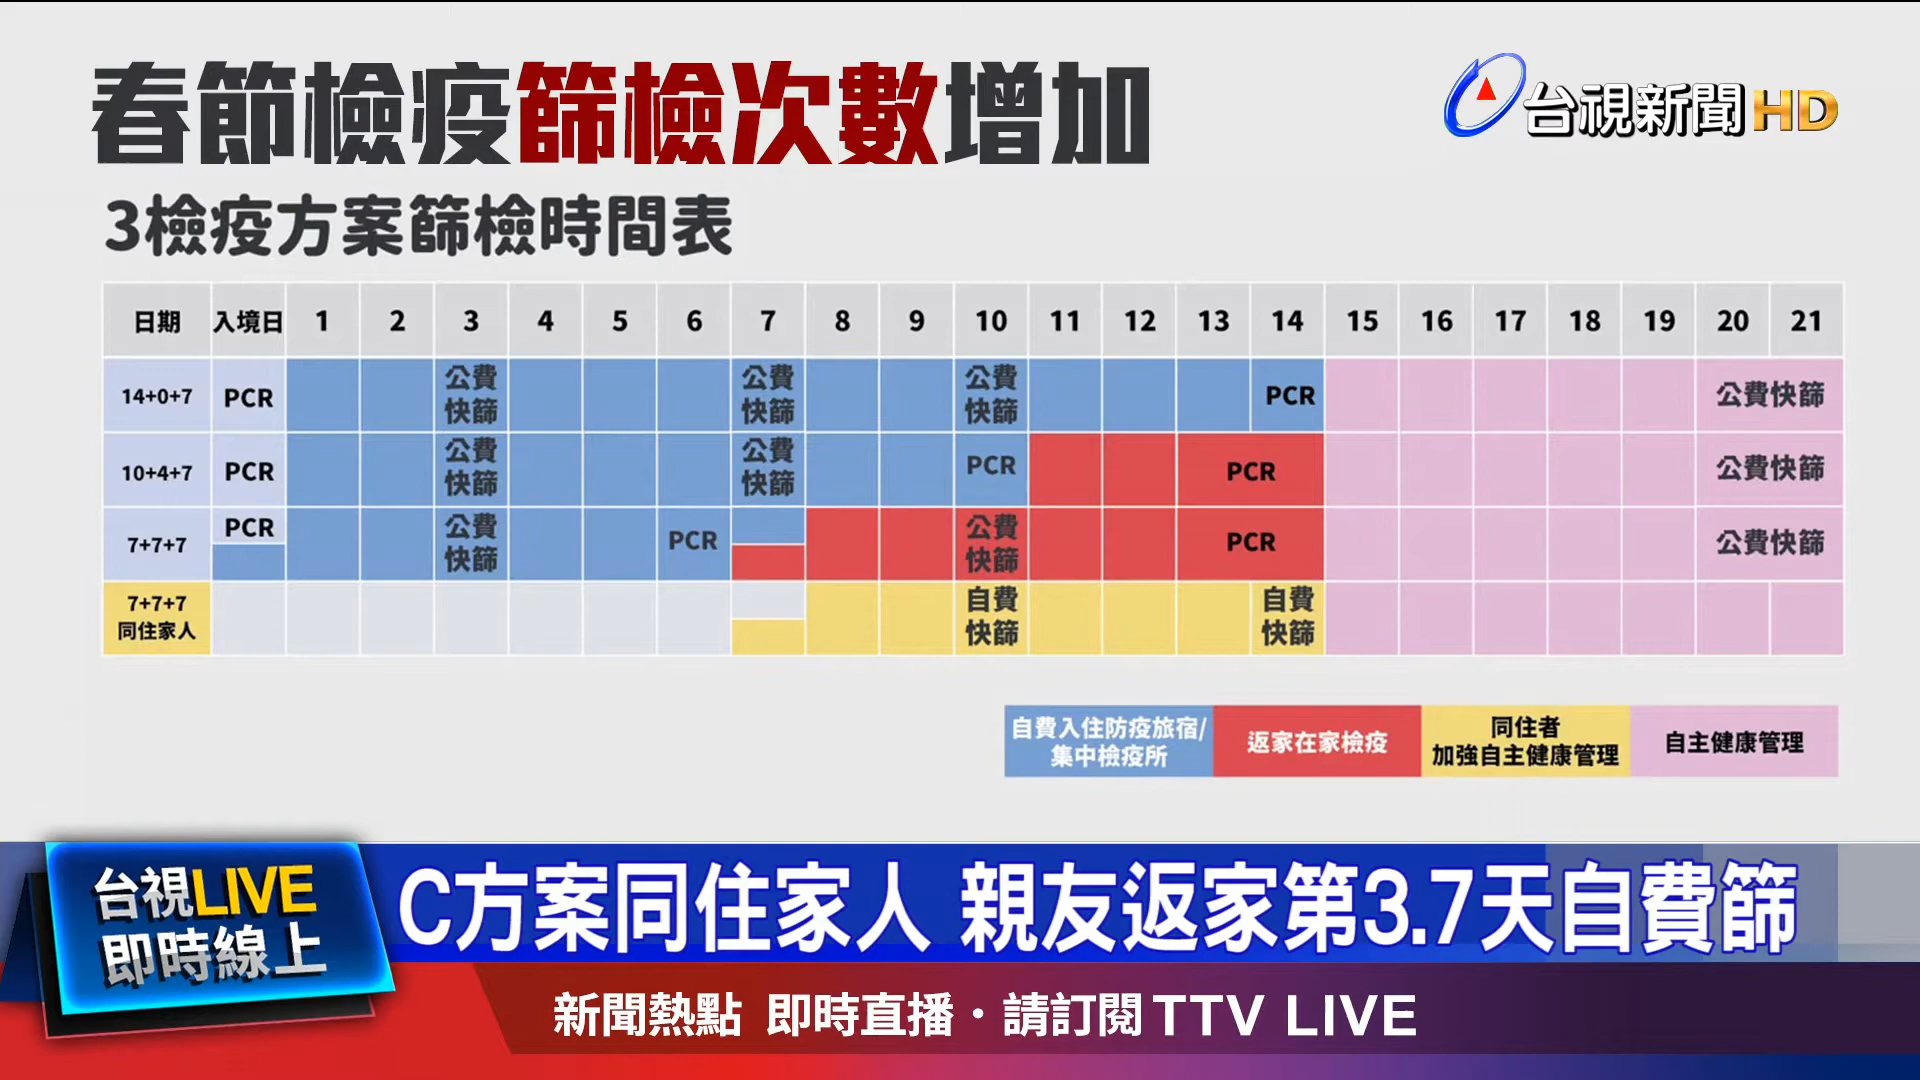 春節檢疫篩檢次數增加
台視新聞HD
3檢疫方案篩檢時間表
日期 入境日 1 2 3 4 5 6 7 8 9 10 11 12 13 14 15 16 17 18 19 20 21
14+0+7 PCR 公費快篩 公費快篩 公費快篩 PCR 公費快篩
10+4+7 PCR 公費快篩 公費快篩 PCR PCR 公費快篩
7+7+7 PCR 公費快篩 PCR 公費快篩 PCR 公費快篩
7+7+7 同住家人 自費快篩 自費快篩
自費入住防疫旅宿/集中檢疫所 返家在家檢疫 同住者加強自主健康管理 自主健康管理
台視LIVE
即時線上
C方案同住家人 親友返家第3.7天自費篩
新聞熱點 即時直播·請訂閱TTV LIVE